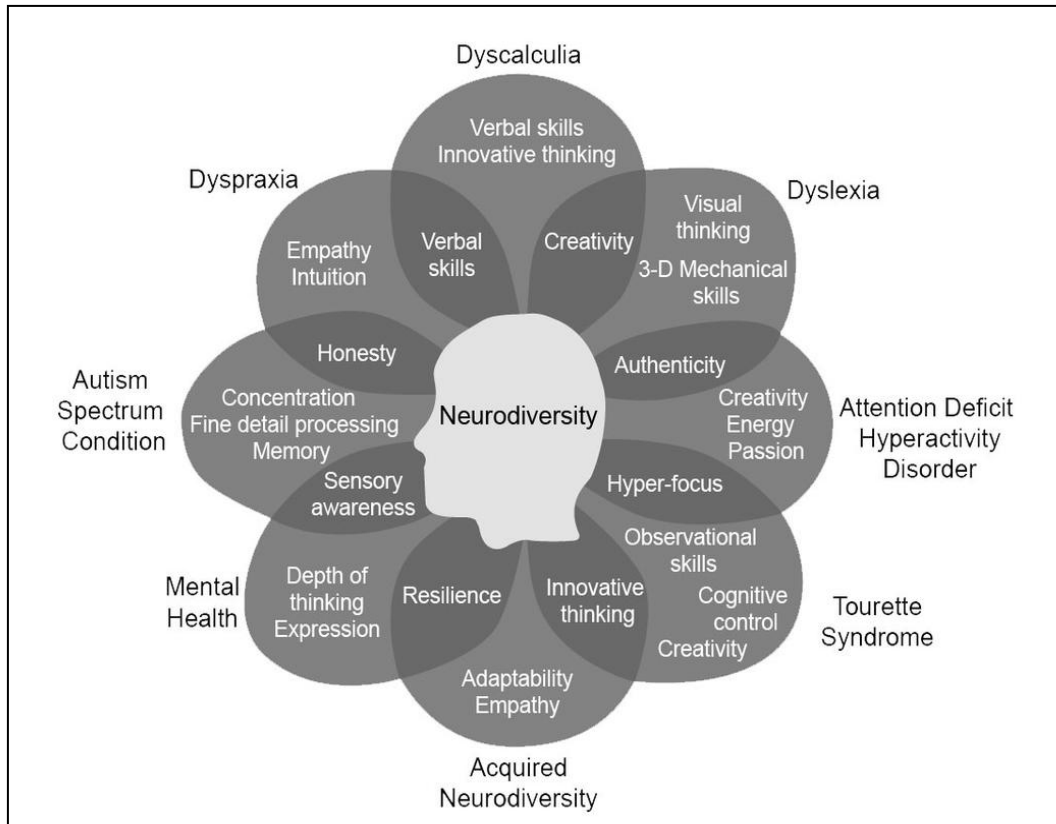 Dyscalculia
Verbal skills
Innovative thinking
Dyspraxia
Dyslexia
Visual
thinking
3-D Mechanical
skills
Empathy
Intuition
Verbal
skills
Creativity
Honesty
Authenticity
Autism
Spectrum
Condition
Concentration
Fine detail processing
Memory
Neurodiversity
Creativity
Energy
Passion
Attention Deficit
Hyperactivity
Disorder
Sensory
awareness
Hyper-focus
Mental
Health
Depth of
thinking
Expression
Resilience
Innovative
thinking
Observational
skills
Cognitive
control
Creativity
Tourette
Syndrome
Adaptability
Empathy
Acquired
Neurodiversity